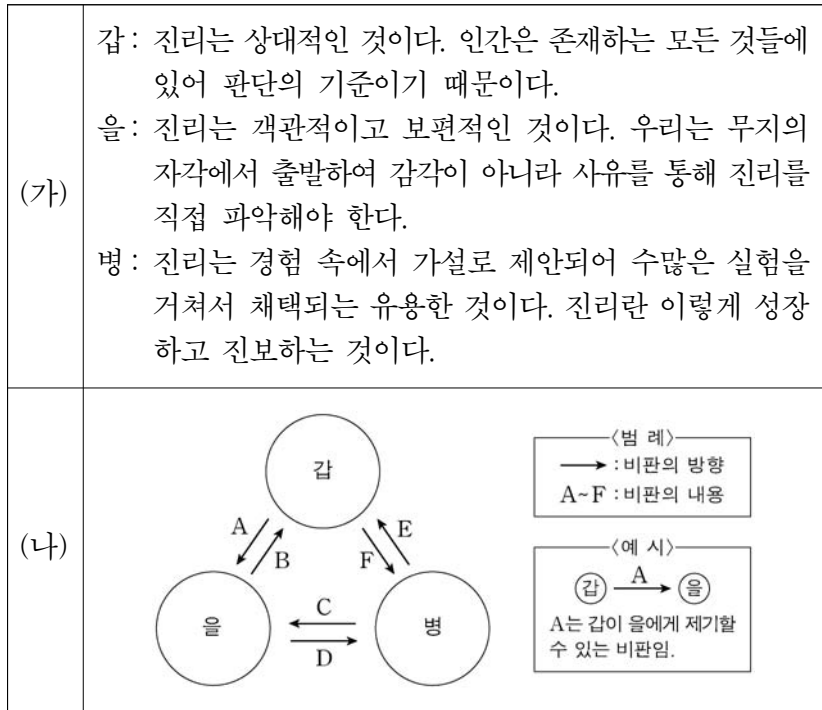 (가)
갑: 진리는 상대적인 것이다. 인간은 존재하는 모든 것들에
있어 판단의 기준이기 때문이다.
을: 진리는 객관적이고 보편적인 것이다. 우리는 무지의
자각에서 출발하여 감각이 아니라 사유를 통해 진리를
직접 파악해야 한다.
병: 진리는 경험 속에서 가설로 제안되어 수많은 실험을
거쳐서 채택되는 유용한 것이다. 진리란 이렇게 성장
하고 진보하는 것이다.
(나)
갑
A
B
F
E
을
C
D
병
〈범 례〉
: 비판의 방향
A~F : 비판의 내용
〈예 시〉
갑 A 을
A는 갑이 을에게 제기할
수 있는 비판임.